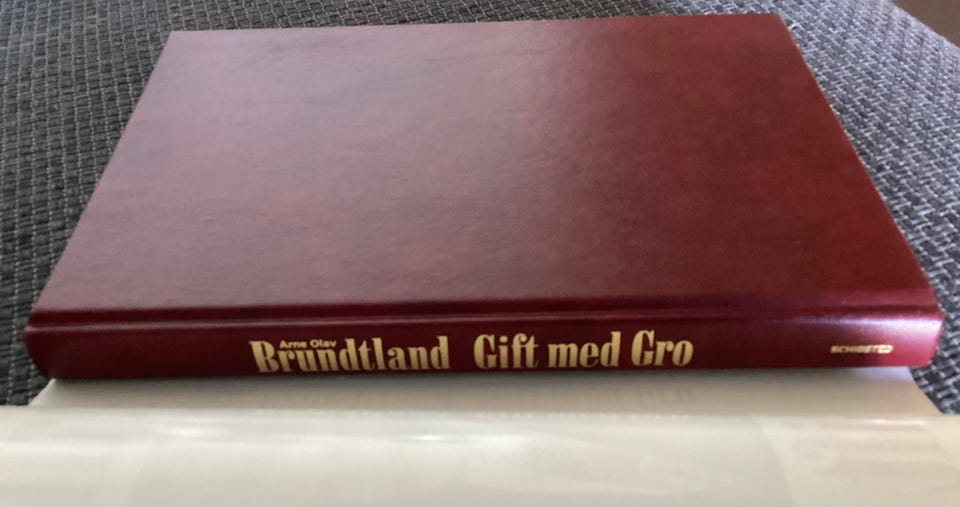 Arne Olav
Brundtland Gift med Gro
SCHIBSTED